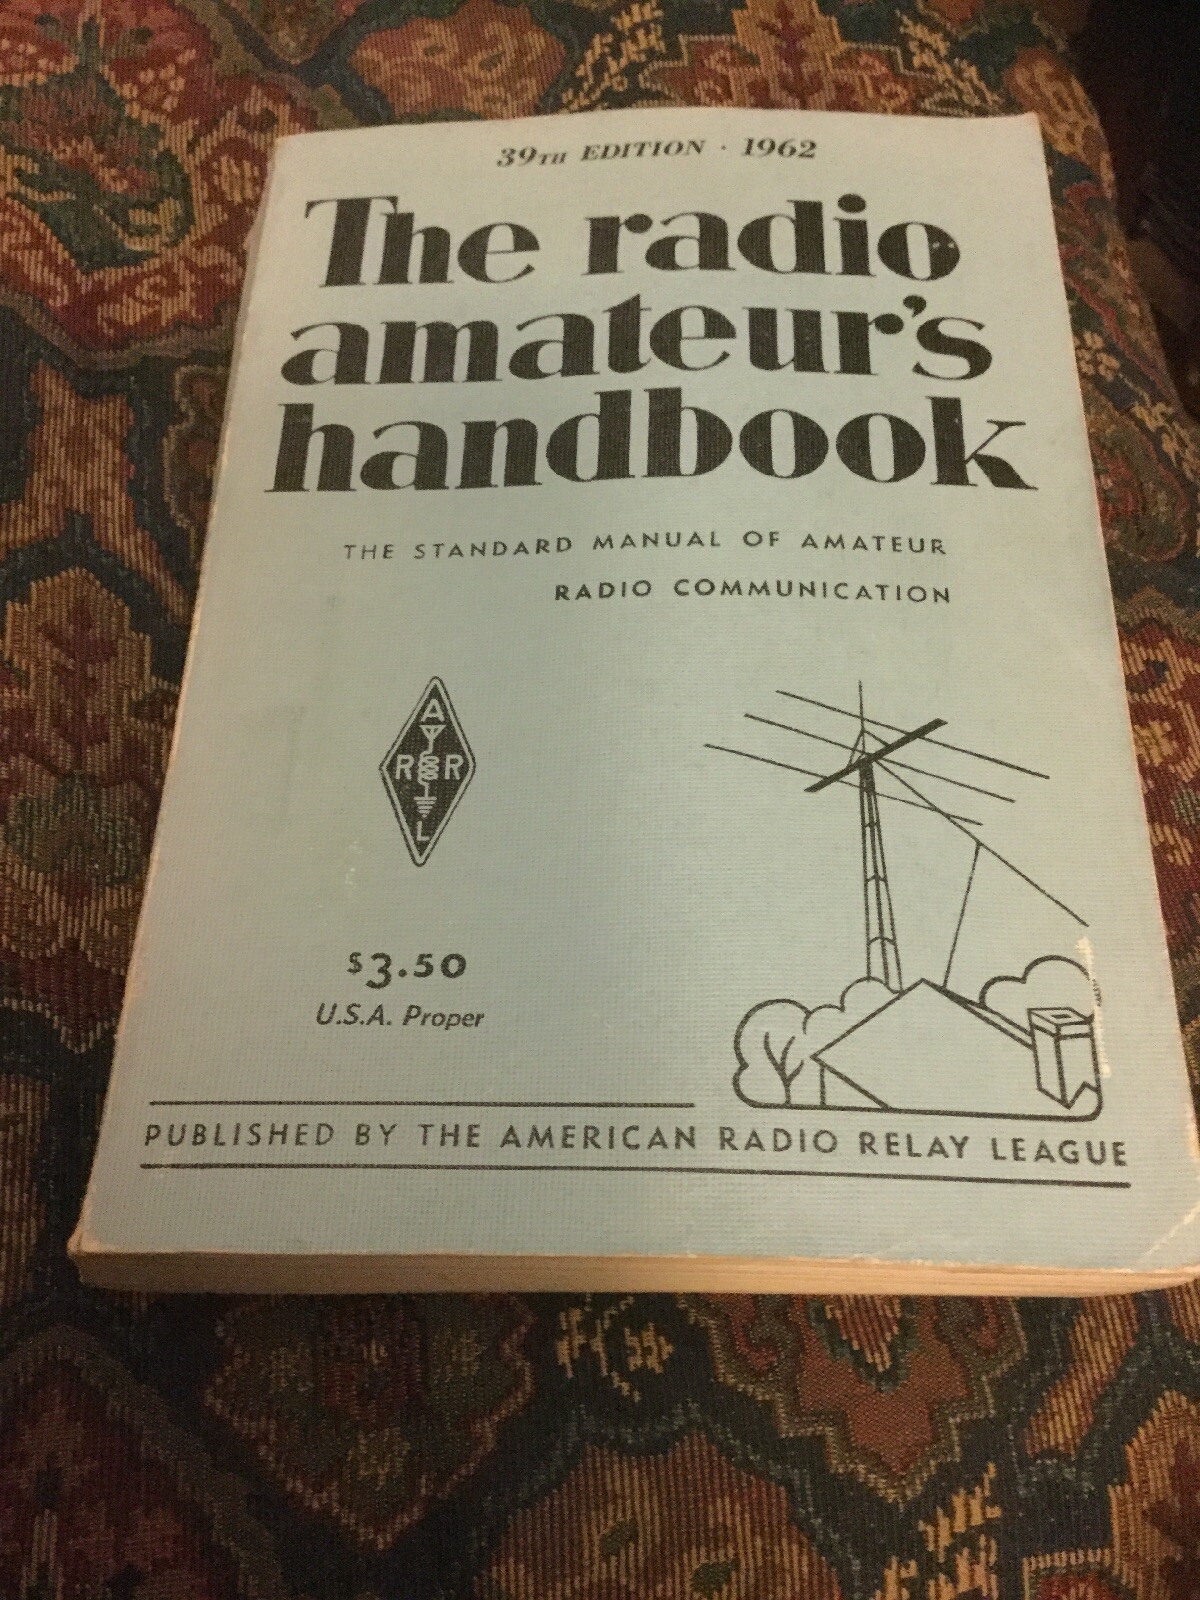 39TH EDITION · 1962
The radio
amateur's
handbook
THE STANDARD MANUAL OF AMATEUR
RADIO COMMUNICATION
A
R R
L
$3.50
U.S.A. Proper
PUBLISHED BY THE AMERICAN RADIO RELAY LEAGUE